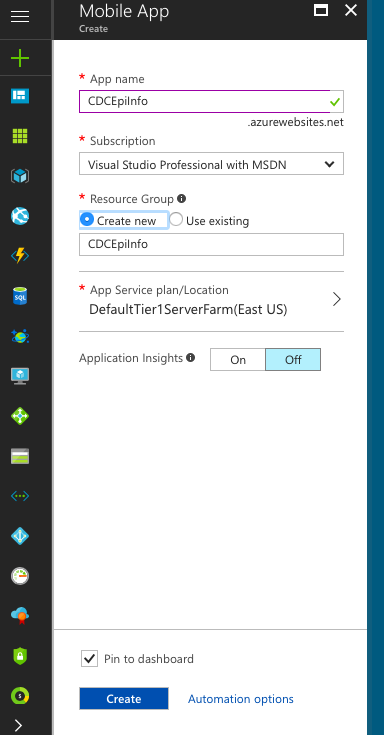 Mobile App
Create
* App name
CDCEpiInfo
.azurewebsites.net
* Subscription
Visual Studio Professional with MSDN
* Resource Group
Create new Use existing
CDCEpiInfo
* App Service plan/Location
DefaultTier1ServerFarm(East US)
Application Insights On Off
Pin to dashboard
Create Automation options
SQL